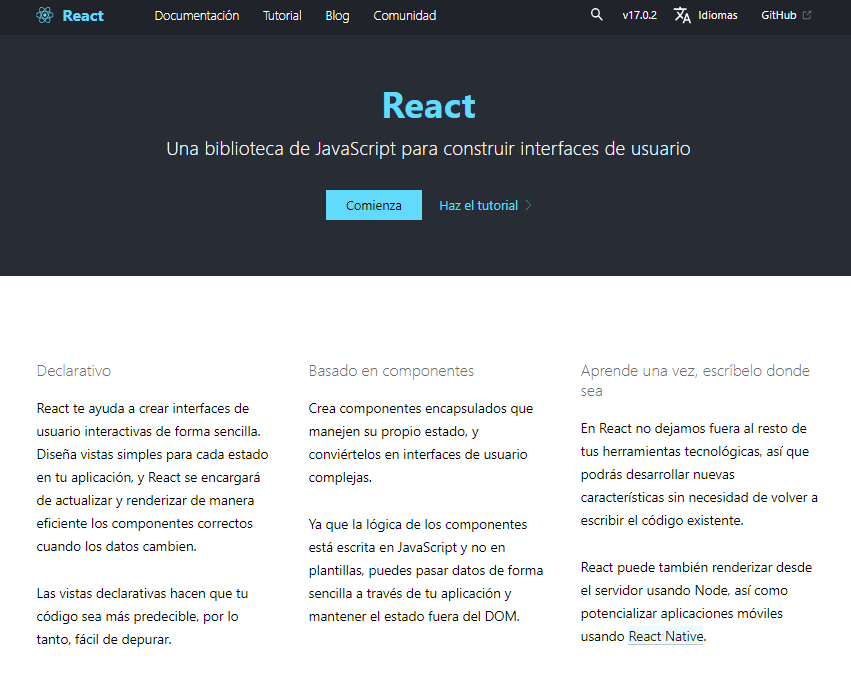 React
Documentación
Tutorial
Blog
Comunidad
v17.0.2
Idiomas
GitHub
React
Una biblioteca de JavaScript para construir interfaces de usuario
Comienza
Haz el tutorial
Declarativo
React te ayuda a crear interfaces de
usuario interactivas de forma sencilla.
Diseña vistas simples para cada estado
en tu aplicación, y React se encargará
de actualizar y renderizar de manera
eficiente los componentes correctos
cuando los datos cambien.
Las vistas declarativas hacen que tu
código sea más predecible, por lo
tanto, fácil de depurar.
Basado en componentes
Crea componentes encapsulados que
manejen su propio estado, y
conviértelos en interfaces de usuario
complejas.
Ya que la lógica de los componentes
está escrita en JavaScript y no en
plantillas, puedes pasar datos de forma
sencilla a través de tu aplicación y
mantener el estado fuera del DOM.
Aprende una vez, escríbelo donde
sea
En React no dejamos fuera al resto de
tus herramientas tecnológicas, así que
podrás desarrollar nuevas
características sin necesidad de volver a
escribir el código existente.
React puede también renderizar desde
el servidor usando Node, así como
potencializar aplicaciones móviles
usando React Native.